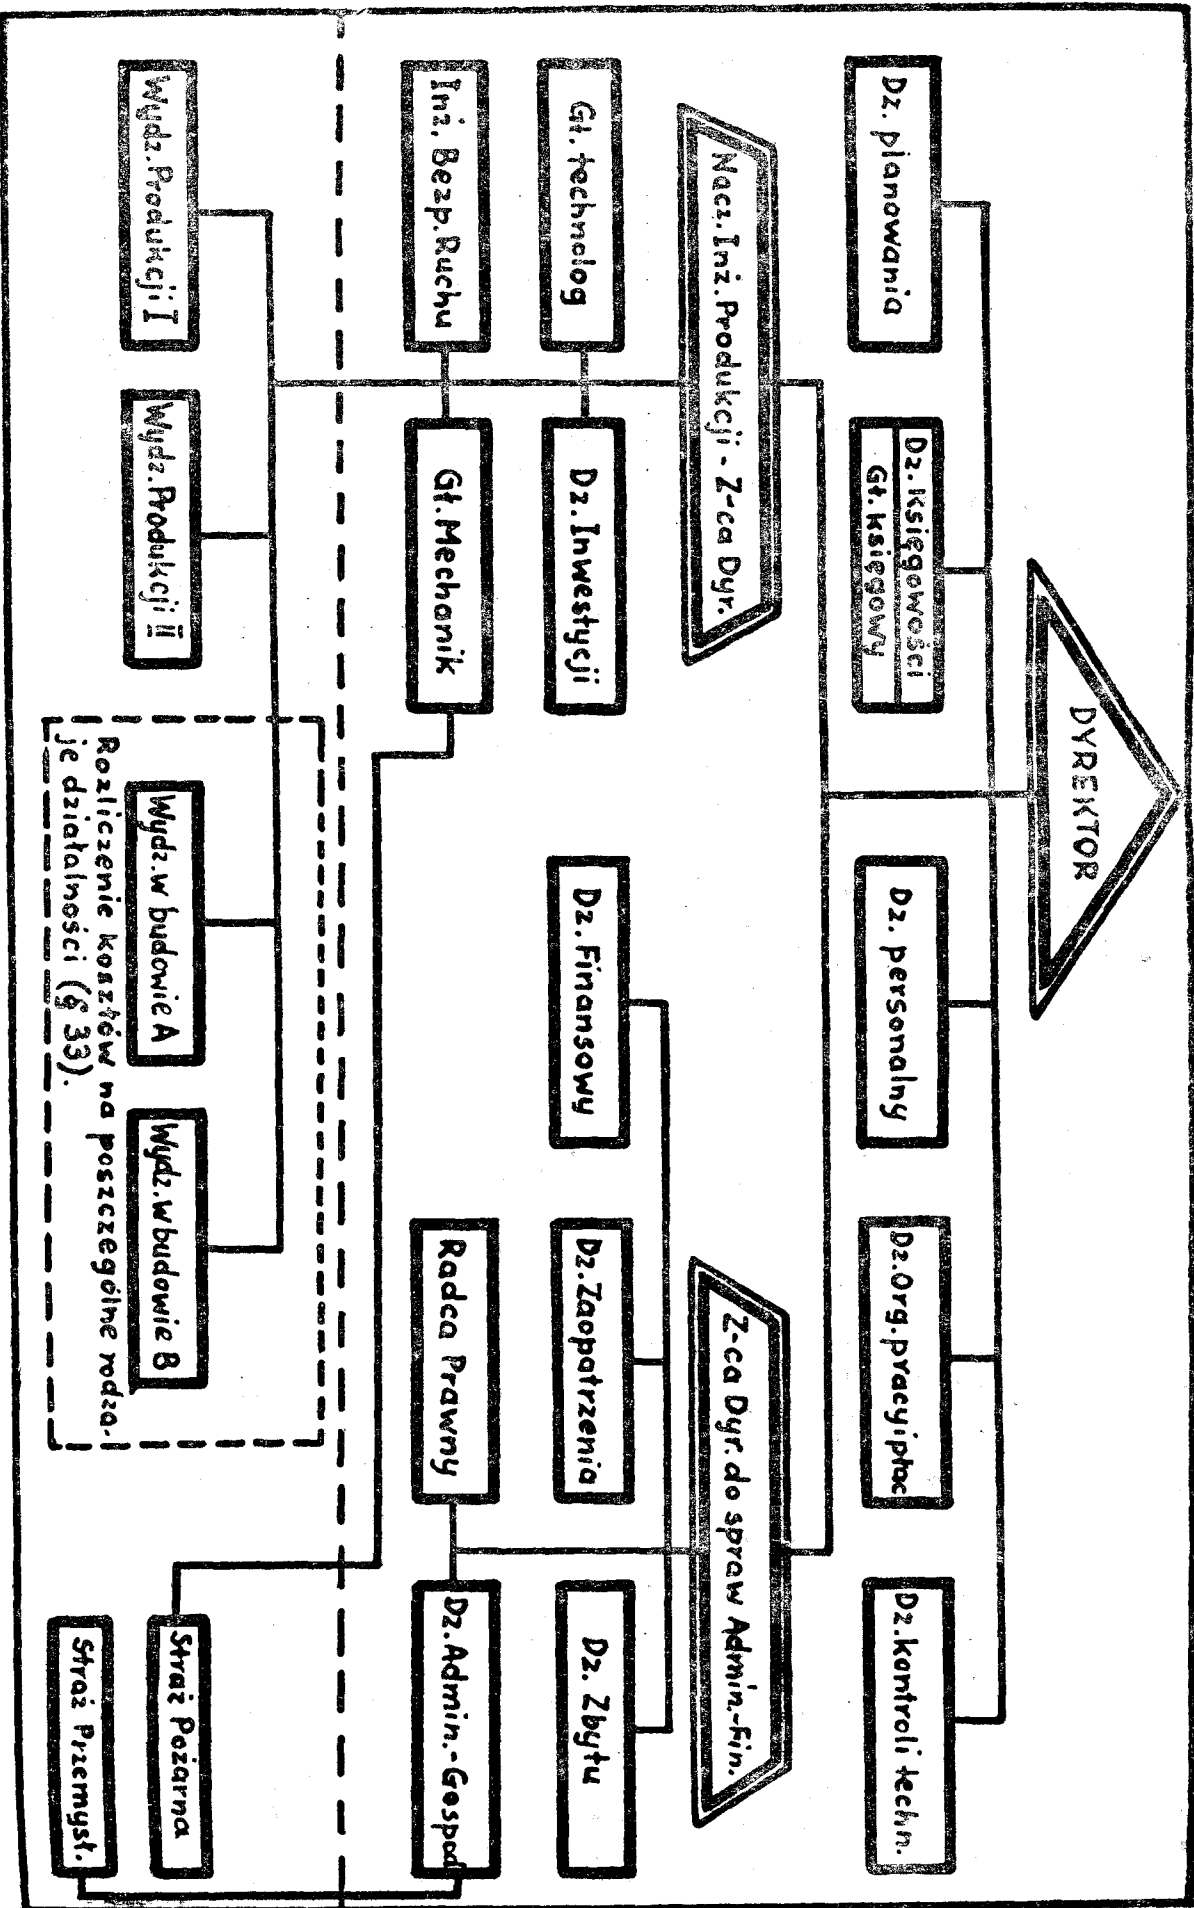 DYREKTOR
Dz. planowania
Dz. Księgowości
Gł. księgowy
Dz. personalny
Dz. Org. pracy i płac
Dz. kontroli techn.
Nacz. Inż. Produkcji - Z-ca Dyr.
Z-ca Dyr. do spraw Admin.-Fin.
Gł. technolog
Dz. Inwestycji
Dz. Finansowy
Dz. Zaopatrzenia
Dz. Zbytu
Inż. Bezp. Ruchu
Gł. Mechanik
Radca Prawny
Dz. Admin.-Gospod
Wydz. Produkcji I
Wydz. Produkcji II
Wydz. w budowie A
Wydz. w budowie B
Rozliczenie kosztów na poszczególne rodza-
je działalności (§ 33).
Straż Pożarna
Straż Przemysł.